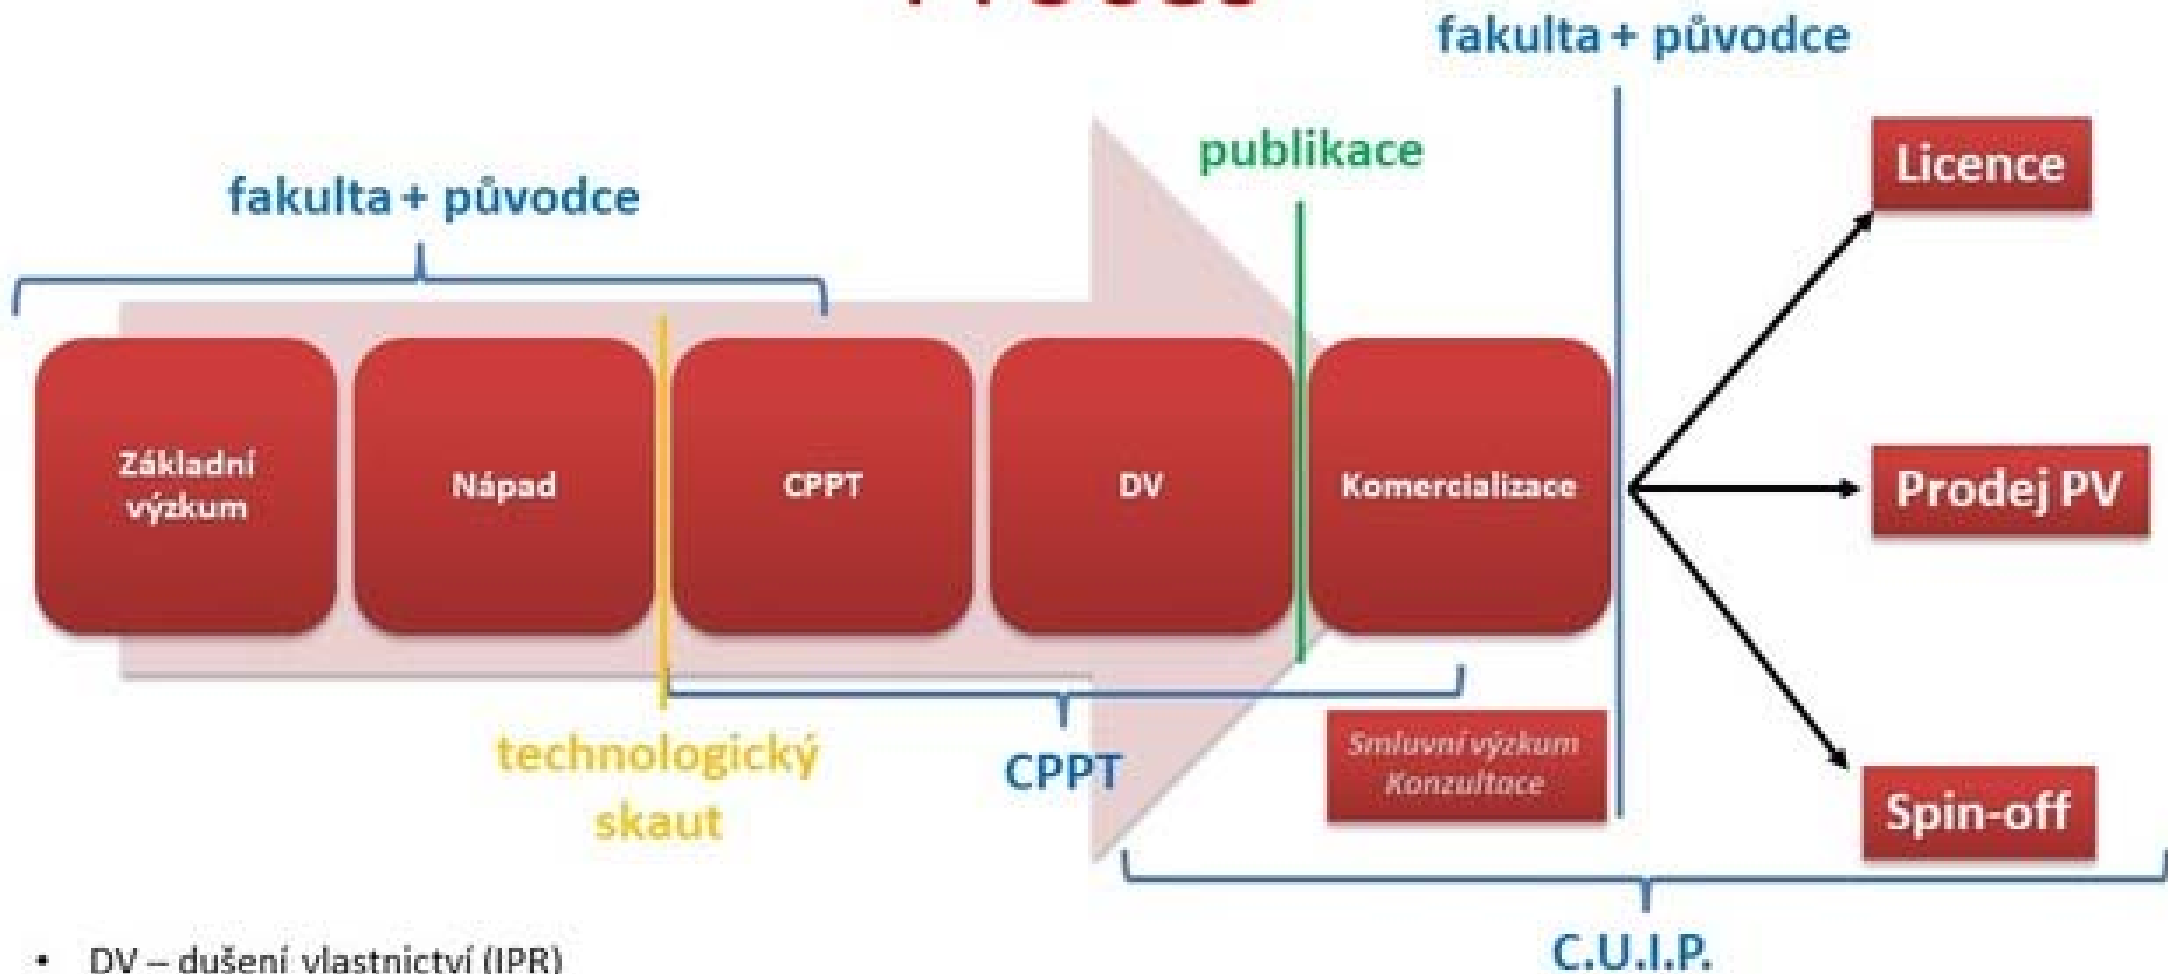 fakulta + původce
publikace
Licence
fakulta + původce
Základní
výzkum
Nápad
CPPT
DV
Komercializace
Prodej PV
technologický
skaut
CPPT
Smluvní výzkum
Konzultace
Spin-off
C.U.I.P.
• DV – dušení vlastnictví (IPR)